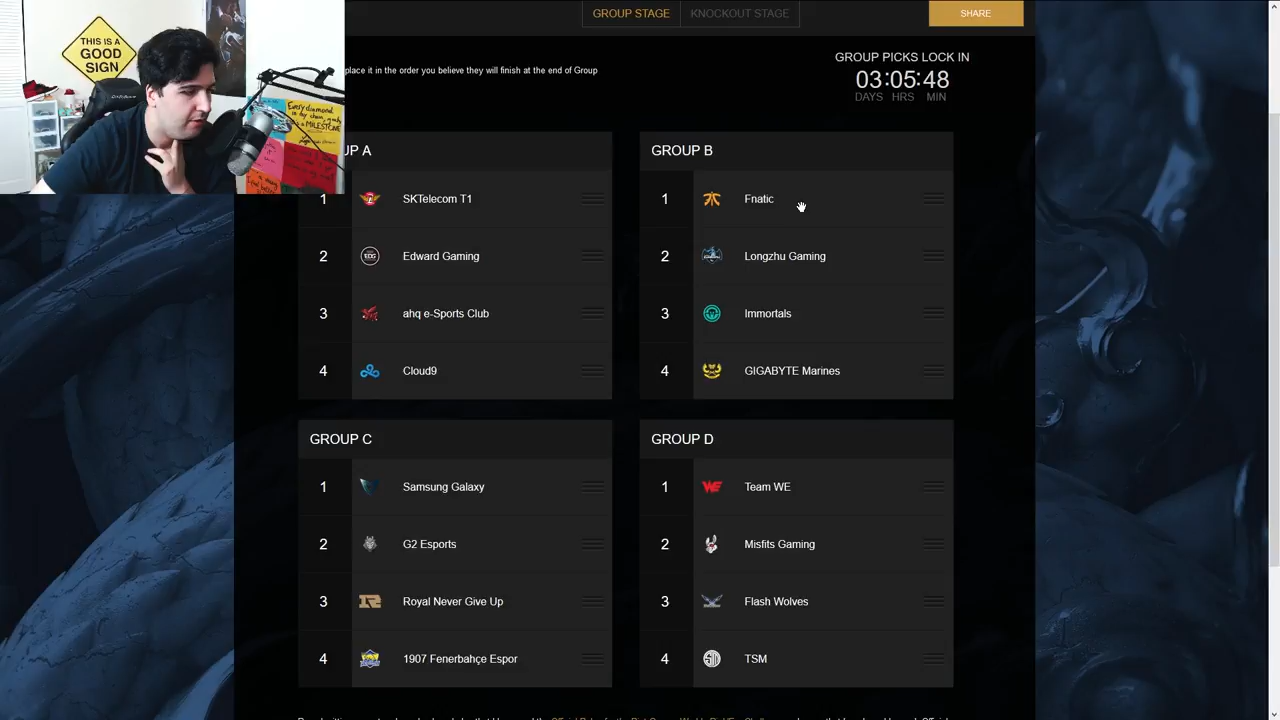 THIS IS A
GOOD
SIGN
Every diamond
is a MILESTONE
GROUP STAGE
KNOCKOUT STAGE
SHARE
place it in the order you believe they will finish at the end of Group
GROUP PICKS LOCK IN
03:05:48
DAYS HRS MIN
UP A
1 SKTelecom T1
2 Edward Gaming
3 ahq e-Sports Club
4 Cloud9
GROUP B
1 Fnatic
2 Longzhu Gaming
3 Immortals
4 GIGABYTE Marines
GROUP C
1 Samsung Galaxy
2 G2 Esports
3 Royal Never Give Up
4 1907 Fenerbahçe Espor
GROUP D
1 Team WE
2 Misfits Gaming
3 Flash Wolves
4 TSM